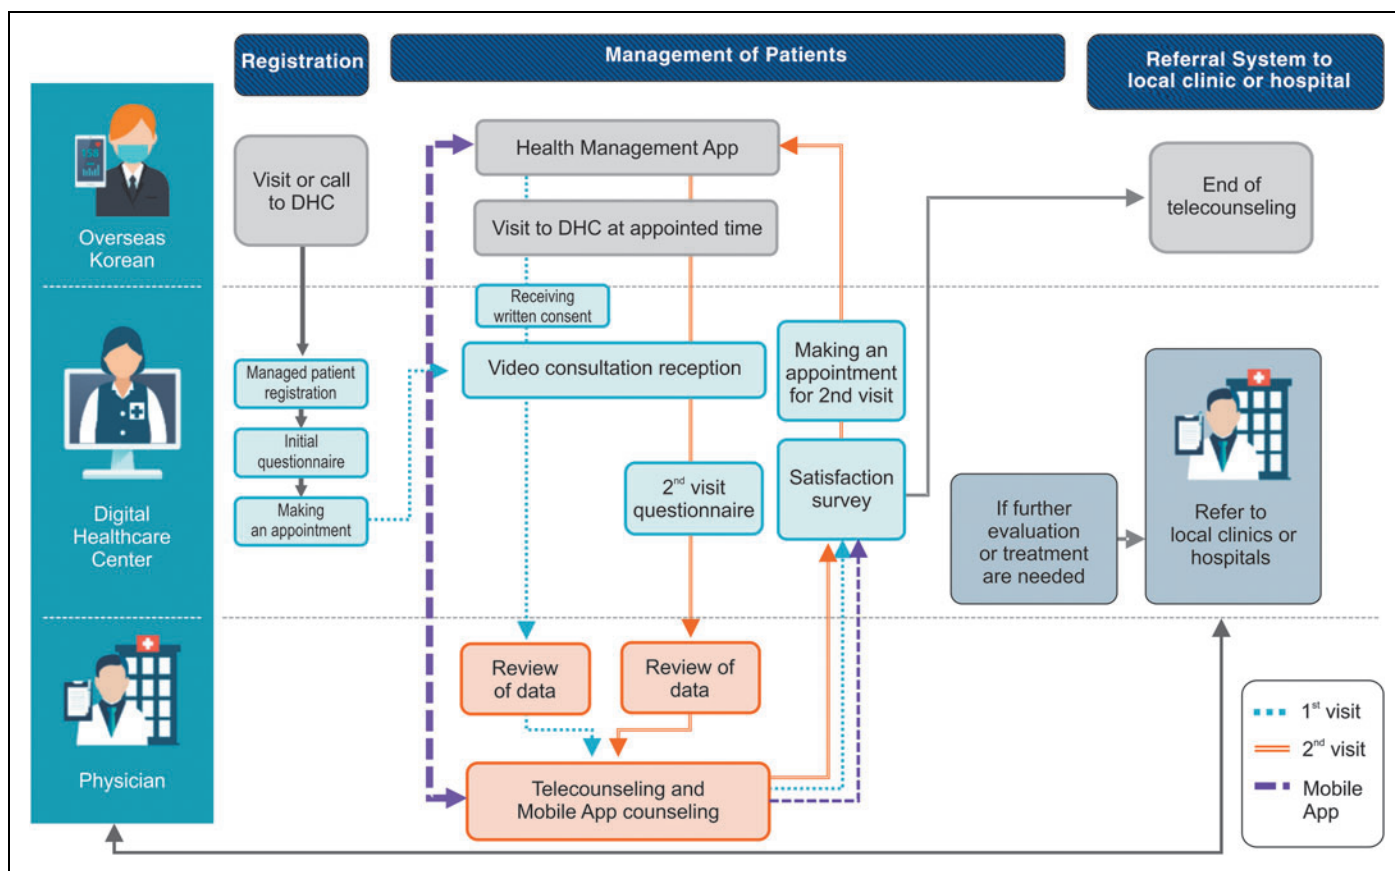 Registration
Management of Patients
Referral System to
local clinic or hospital
Overseas
Korean
Digital
Healthcare
Center
Physician
Visit or call
to DHC
Managed patient
registration
Initial
questionnaire
Making
an appointment
Health Management App
Visit to DHC at appointed time
Receiving
written consent
Video consultation reception
2nd visit
questionnaire
Making an
appointment
for 2nd visit
Satisfaction
survey
Review
of data
Review of
data
Telecounseling and
Mobile App counseling
End of
telecounseling
If further
evaluation
or treatment
are needed
Refer to
local clinics or
hospitals
1st visit
2nd visit
Mobile
App